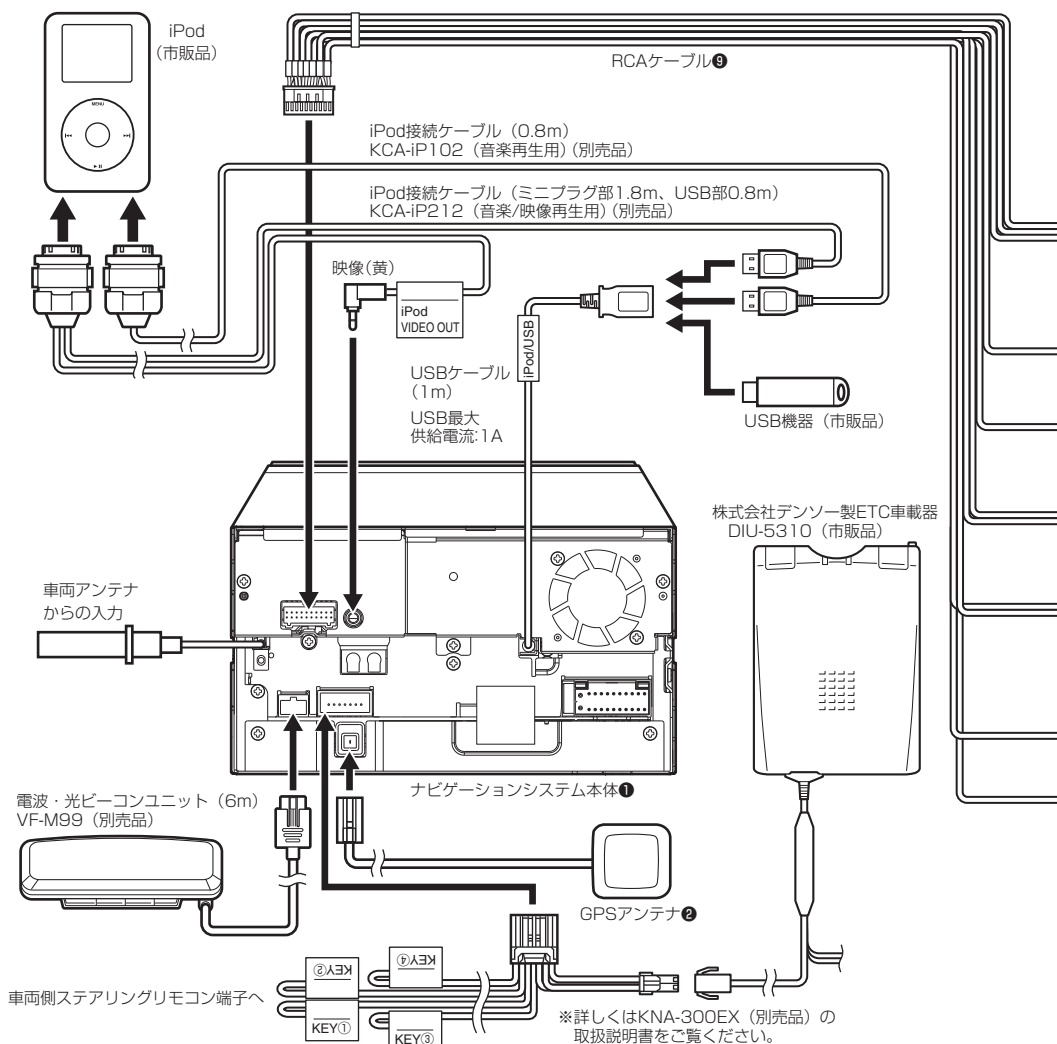 iPod
（市販品）
MENU
RCAケーブル❾
iPod接続ケーブル（0.8m）
KCA-iP102（音楽再生用）（別売品）
iPod接続ケーブル（ミニプラグ部1.8m、USB部0.8m）
KCA-iP212（音楽/映像再生用）（別売品）
映像（黄）
iPod
VIDEO OUT
iPod/USB
USBケーブル
（1m）
USB最大
供給電流:1A
USB機器（市販品）
株式会社デンソー製ETC車載器
DIU-5310（市販品）
車両アンテナ
からの入力
ナビゲーションシステム本体❶
電波・光ビーコンユニット（6m）
VF-M99（別売品）
GPSアンテナ❷
KEY②
KEY④
車両側ステアリングリモコン端子へ
KEY①
KEY③
※詳しくはKNA-300EX（別売品）の
取扱説明書をご覧ください。